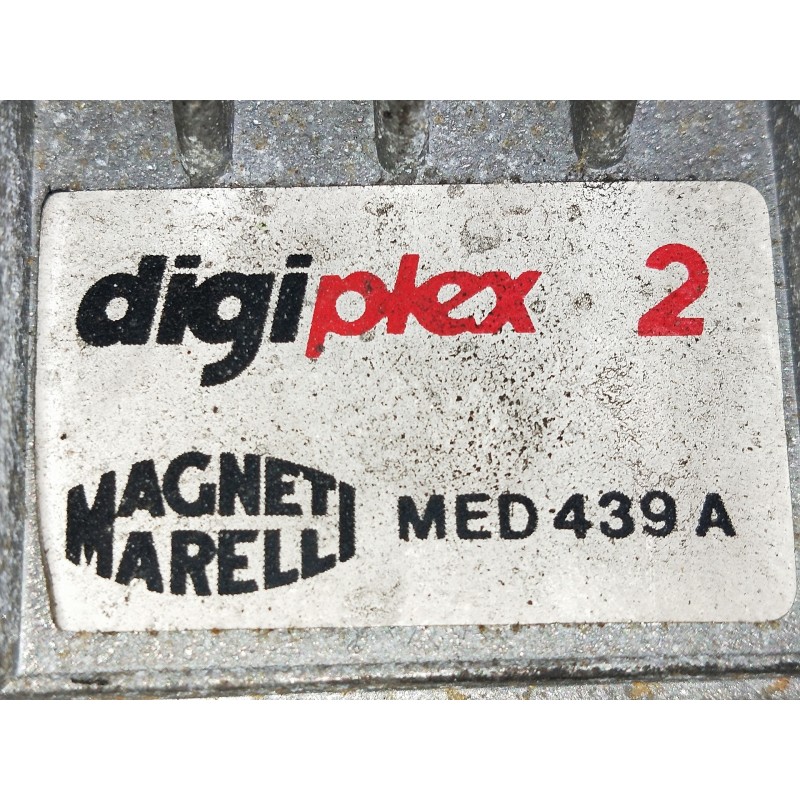 digiplex 2
MAGNETI
MARELLI
MED 439 A